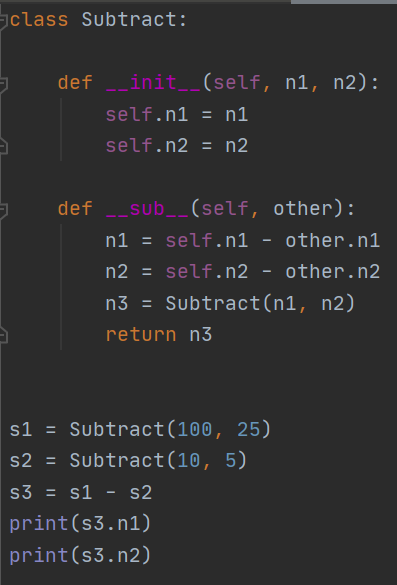 class Subtract:
    def __init__(self, n1, n2):
        self.n1 = n1
        self.n2 = n2
    def __sub__(self, other):
        n1 = self.n1 - other.n1
        n2 = self.n2 - other.n2
        n3 = Subtract(n1, n2)
        return n3
s1 = Subtract(100, 25)
s2 = Subtract(10, 5)
s3 = s1 - s2
print(s3.n1)
print(s3.n2)